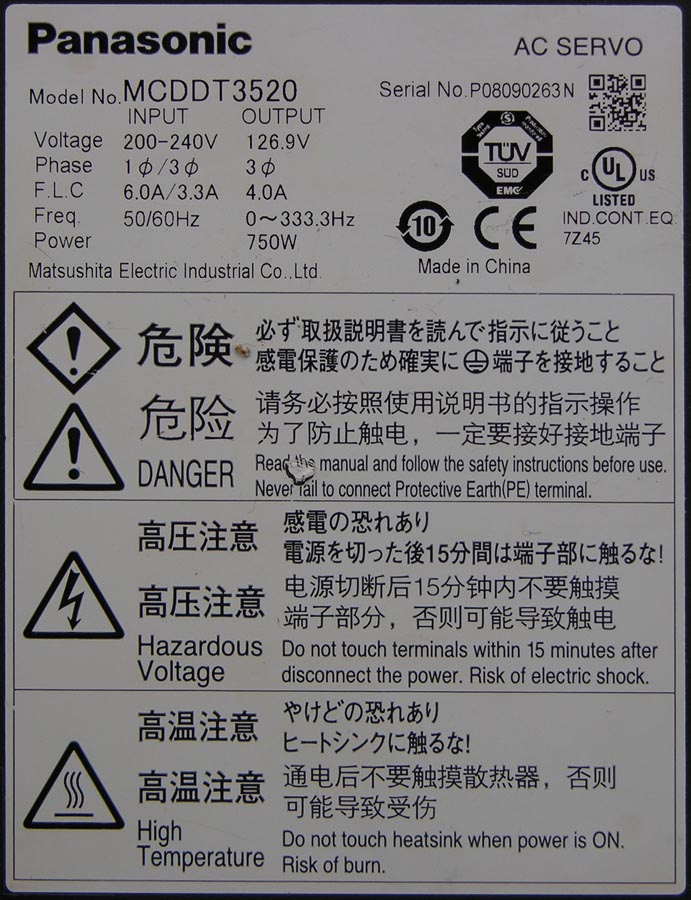 Panasonic
AC SERVO
Model No. MCDDT3520
Serial No. P08090263N
INPUT OUTPUT
Voltage 200-240V 126.9V
Phase 1ϕ/3ϕ 3ϕ
F.L.C 6.0A/3.3A 4.0A
Freq. 50/60Hz 0～333.3Hz
Power 750W
TÜV
SÜD
EMC
C UL US
LISTED
IND.CONT.EQ.
7Z45
10
CE
Made in China
Matsushita Electric Industrial Co.,Ltd.
危険
必ず取扱説明書を読んで指示に従うこと
感電保護のため確実に⏚端子を接地すること
危险
请务必按照使用说明书的指示操作
为了防止触电，一定要接好接地端子
DANGER
Read the manual and follow the safety instructions before use.
Never fail to connect Protective Earth(PE) terminal.
高圧注意
感電の恐れあり
電源を切った後15分間は端子部に触るな!
高压注意
电源切断后15分钟内不要触摸
端子部分，否则可能导致触电
Hazardous
Voltage
Do not touch terminals within 15 minutes after
disconnect the power. Risk of electric shock.
高温注意
やけどの恐れあり
ヒートシンクに触るな!
高温注意
通电后不要触摸散热器，否则
可能导致受伤
High
Temperature
Do not touch heatsink when power is ON.
Risk of burn.